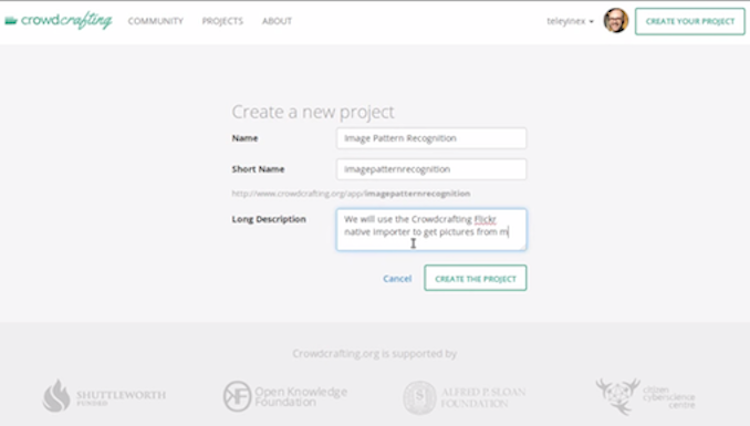 crowdcrafting COMMUNITY PROJECTS ABOUT teleyinex CREATE YOUR PROJECT
Create a new project
Name Image Pattern Recognition
Short Name imagepatternrecognition
http://www.crowdcrafting.org/app/imagepatternrecognition
Long Description We will use the Crowdcrafting Flickr
native importer to get pictures from m
Cancel CREATE THE PROJECT
Crowdcrafting.org is supported by
SHUTTLEWORTH
FUNDED
Open Knowledge
Foundation
ALFRED P. SLOAN
FOUNDATION
citizen
cyberscience
centre